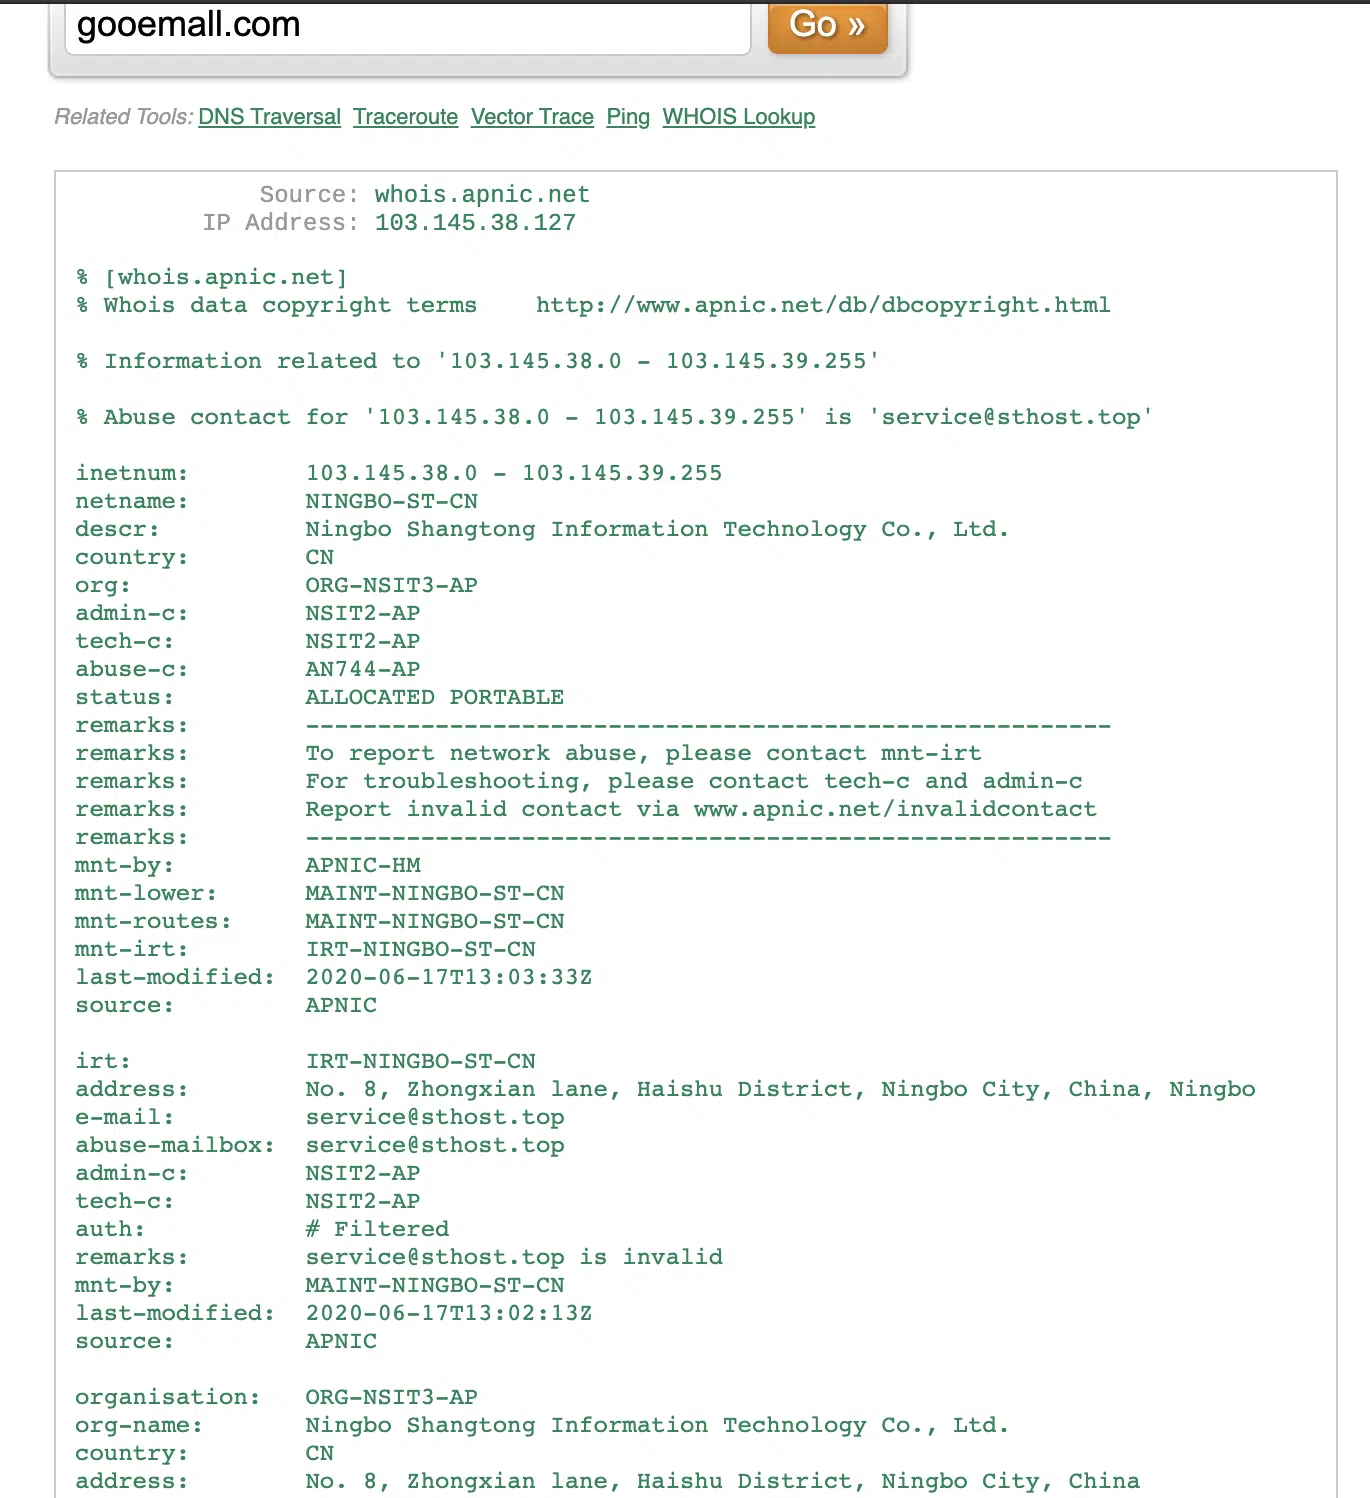 gooemall.com
Go »
Related Tools: DNS Traversal Traceroute Vector Trace Ping WHOIS Lookup
Source: whois.apnic.net
IP Address: 103.145.38.127
% [whois.apnic.net]
% Whois data copyright terms    http://www.apnic.net/db/dbcopyright.html
% Information related to '103.145.38.0 - 103.145.39.255'
% Abuse contact for '103.145.38.0 - 103.145.39.255' is 'service@sthost.top'
inetnum:        103.145.38.0 - 103.145.39.255
netname:        NINGBO-ST-CN
descr:          Ningbo Shangtong Information Technology Co., Ltd.
country:        CN
org:            ORG-NSIT3-AP
admin-c:        NSIT2-AP
tech-c:         NSIT2-AP
abuse-c:        AN744-AP
status:         ALLOCATED PORTABLE
remarks:        --------------------------------------------------------
remarks:        To report network abuse, please contact mnt-irt
remarks:        For troubleshooting, please contact tech-c and admin-c
remarks:        Report invalid contact via www.apnic.net/invalidcontact
remarks:        --------------------------------------------------------
mnt-by:         APNIC-HM
mnt-lower:      MAINT-NINGBO-ST-CN
mnt-routes:     MAINT-NINGBO-ST-CN
mnt-irt:        IRT-NINGBO-ST-CN
last-modified:  2020-06-17T13:03:33Z
source:         APNIC
irt:            IRT-NINGBO-ST-CN
address:        No. 8, Zhongxian lane, Haishu District, Ningbo City, China, Ningbo
e-mail:         service@sthost.top
abuse-mailbox:  service@sthost.top
admin-c:        NSIT2-AP
tech-c:         NSIT2-AP
auth:           # Filtered
remarks:        service@sthost.top is invalid
mnt-by:         MAINT-NINGBO-ST-CN
last-modified:  2020-06-17T13:02:13Z
source:         APNIC
organisation:   ORG-NSIT3-AP
org-name:       Ningbo Shangtong Information Technology Co., Ltd.
country:        CN
address:        No. 8, Zhongxian lane, Haishu District, Ningbo City, China